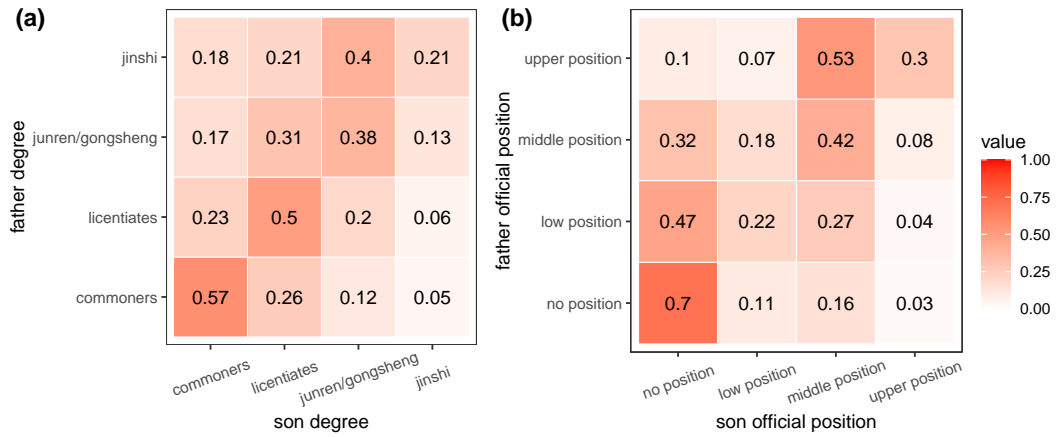 (a)
father degree
jinshi
0.18 0.21 0.4 0.21
junren/gongsheng
0.17 0.31 0.38 0.13
licentiates
0.23 0.5 0.2 0.06
commoners
0.57 0.26 0.12 0.05
commoners licentiates junren/gongsheng jinshi
son degree
(b)
father official position
upper position
0.1 0.07 0.53 0.3
middle position
0.32 0.18 0.42 0.08
low position
0.47 0.22 0.27 0.04
no position
0.7 0.11 0.16 0.03
no position low position middle position upper position
son official position
value
1.00
0.75
0.50
0.25
0.00